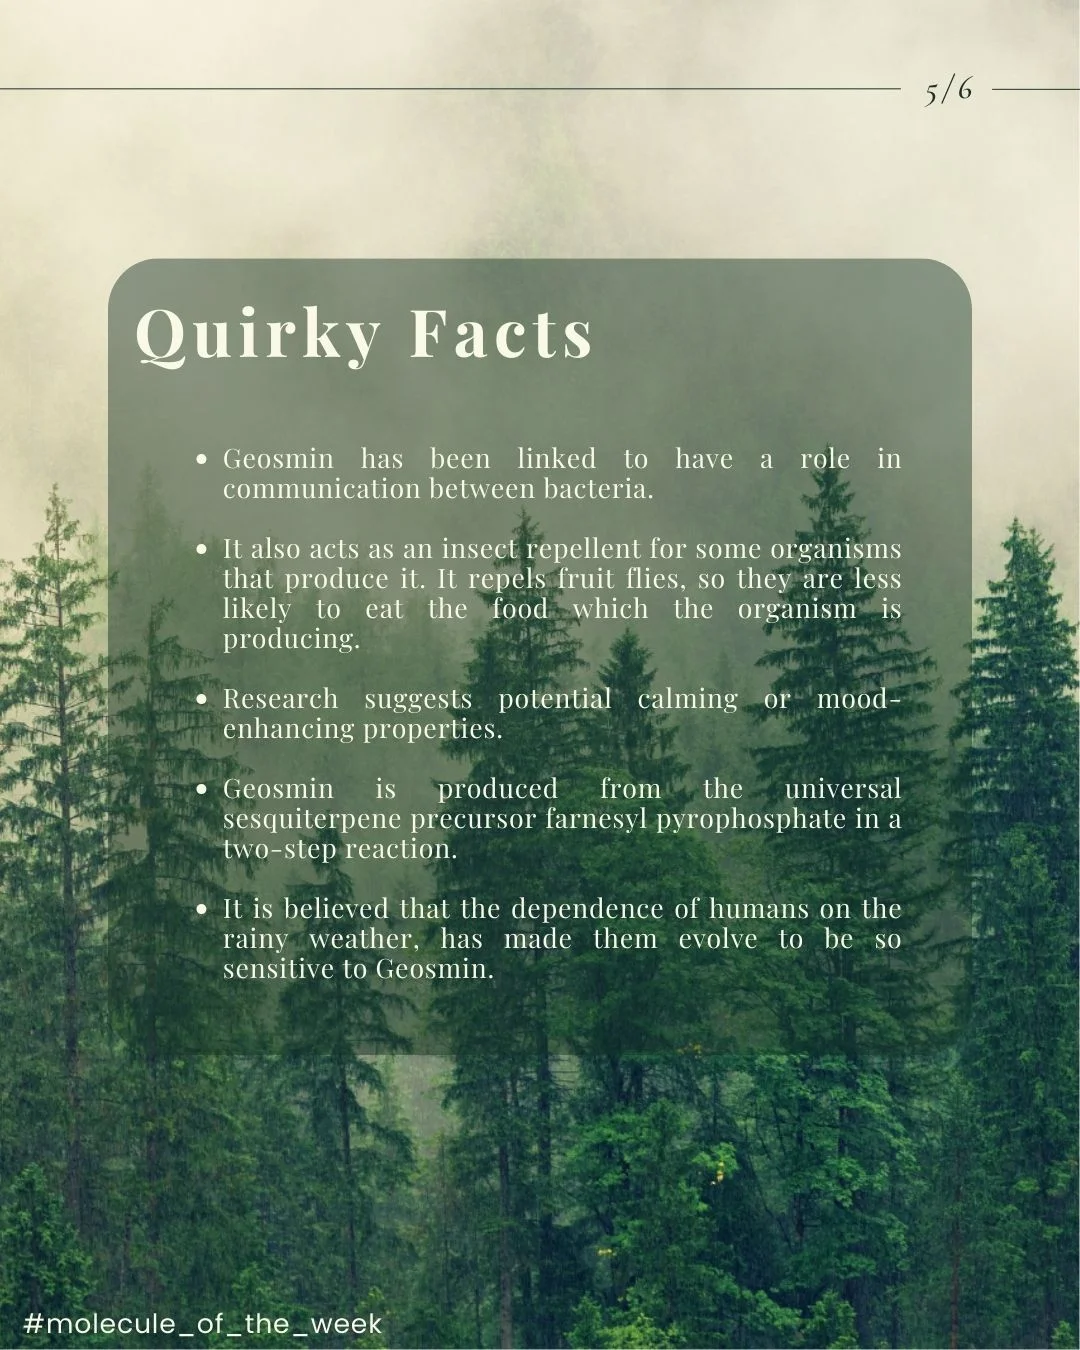 5/6
Quirky Facts
• Geosmin has been linked to have a role in
communication between bacteria.
• It also acts as an insect repellent for some organisms
that produce it. It repels fruit flies, so they are less
likely to eat the food which the organism is
producing.
• Research suggests potential calming or mood-
enhancing properties.
• Geosmin is produced from the universal
sesquiterpene precursor farnesyl pyrophosphate in a
two-step reaction.
• It is believed that the dependence of humans on the
rainy weather, has made them evolve to be so
sensitive to Geosmin.
#molecule_of_the_week